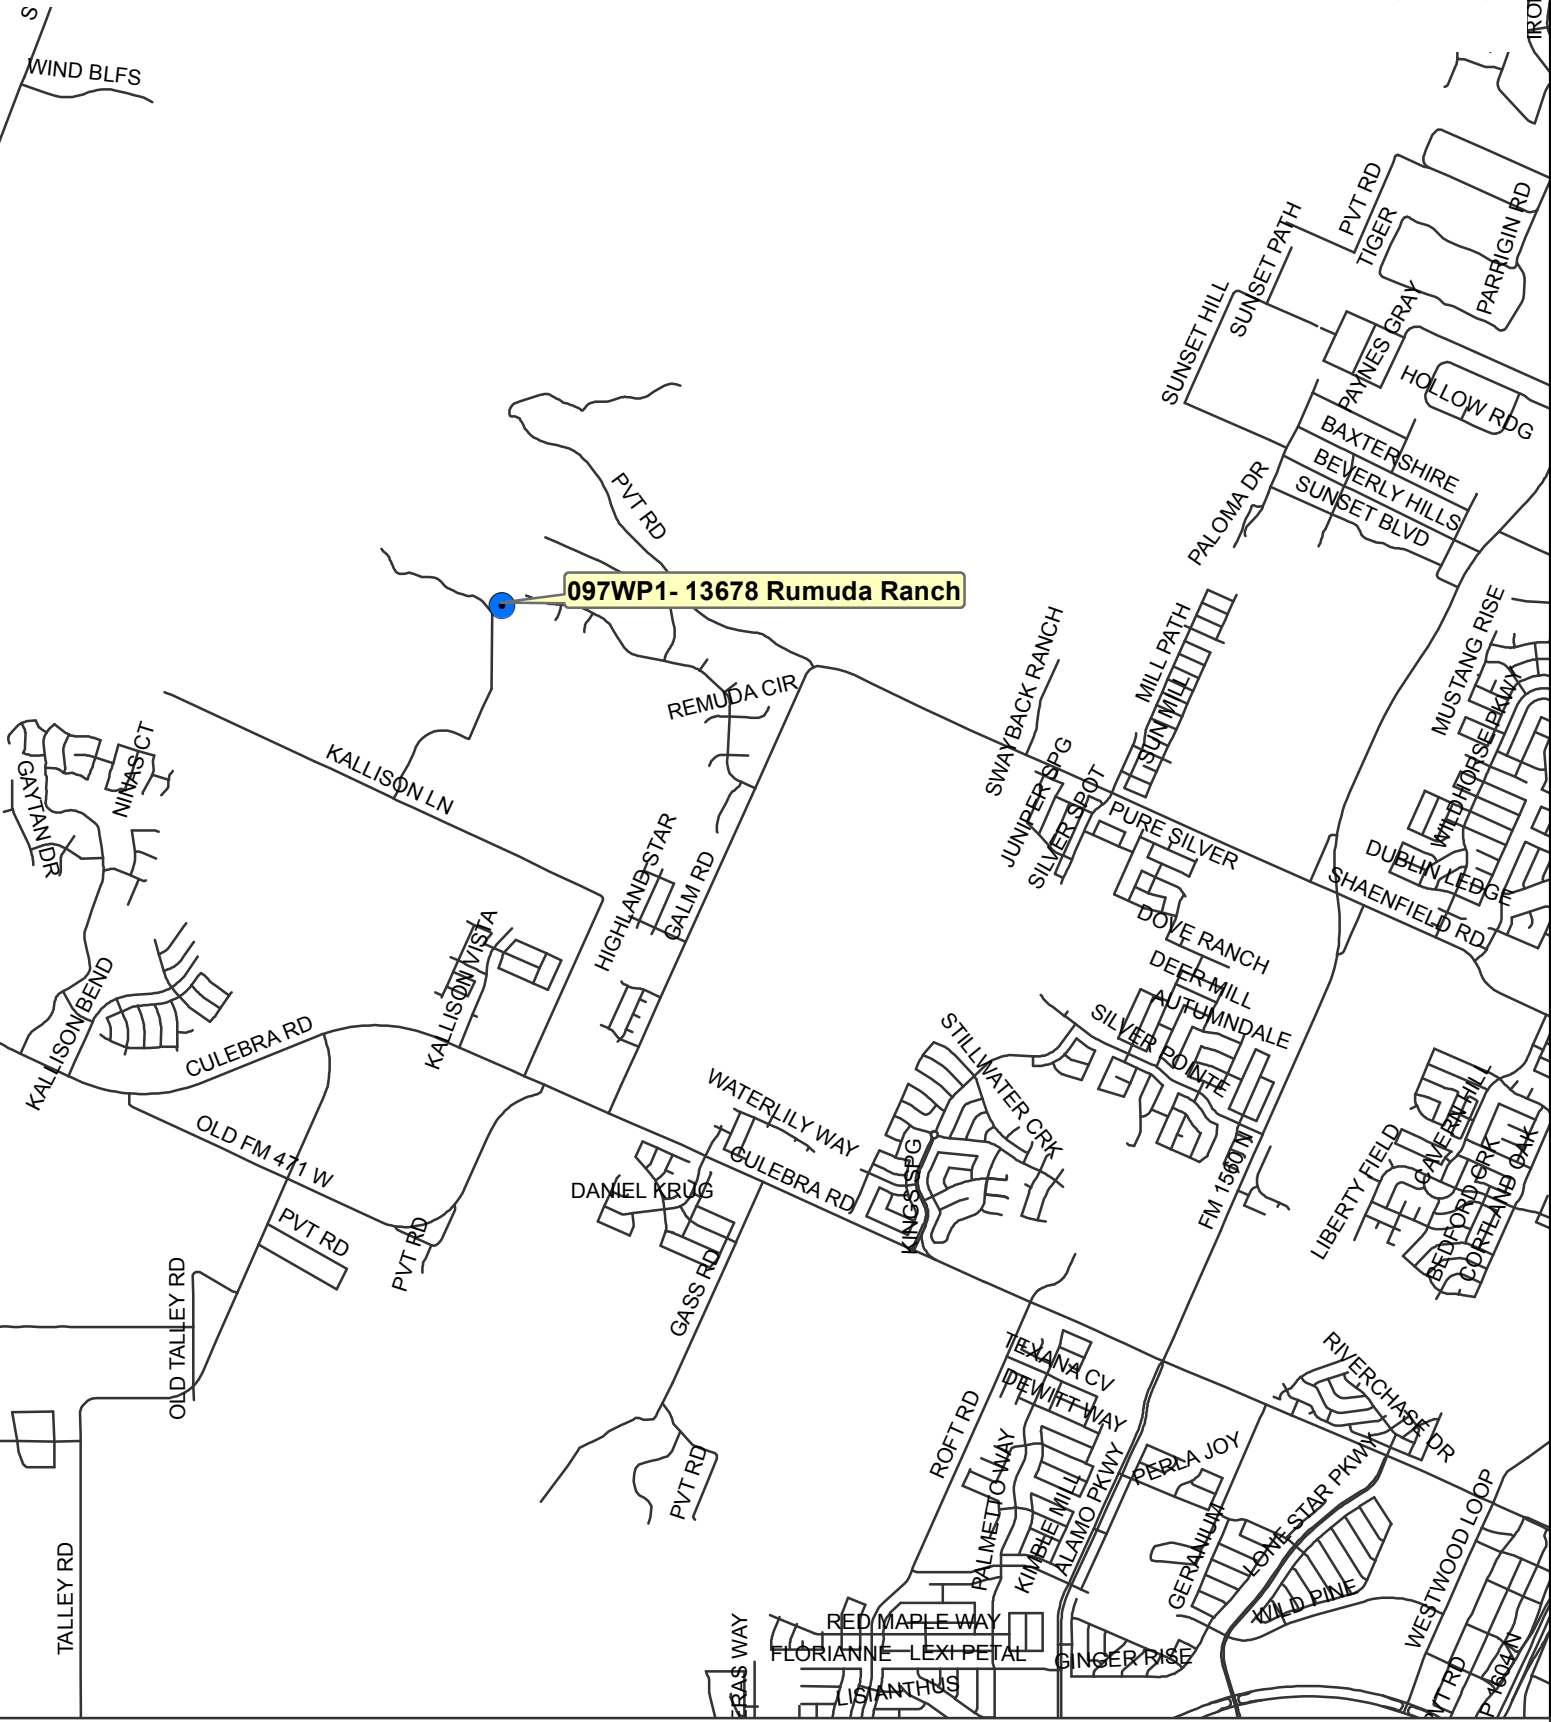 S
WIND BLFS
PVT RD
TIGER
PARRIGIN RD
SUNSET PATH
SUNSET HILL
PAYNES GRAY
HOLLOW RDG
BAXTERSHIRE
BEVERLY HILLS
SUNSET BLVD
PALOMA DR
PVT RD
097WP1- 13678 Rumuda Ranch
REMUDA CIR
SWAYBACK RANCH
MILL PATH
SUN MILL
MUSTANG RISE
WILDHORSE PKWY
JUNIPER SPG
SILVER SPOT
PURE SILVER
DUBLIN LEDGE
SHAENFIELD RD
NINAS CT
GAYTAN DR
KALLISON LN
HIGHLAND STAR
GALM RD
KALLISON VISTA
DOVE RANCH
DEER MILL
AUTUMNDALE
SILVER POINTE
KALLISON BEND
CULEBRA RD
STILLWATER CRK
WATERLILY WAY
CULEBRA RD
OLD FM 471 W
DANIEL KRUG
KINGS SPG
FM 1560 N
LIBERTY FIELD
CAVERN HILL
BEDFORD CRK
CORTLAND OAK
PVT RD
PVT RD
OLD TALLEY RD
GASS RD
TEXANA CV
DEWITT WAY
RIVERCHASE DR
ROFT RD
PALMETTO WAY
KIMBLE MILL
ALAMO PKWY
PERLA JOY
LONE STAR PKWY
GERANIUM
WESTWOOD LOOP
PVT RD
WILD PINE
TALLEY RD
RED MAPLE WAY
FLORIANNE
LEXI PETAL
GINGER RISE
LISIANTHUS
P 1604 N